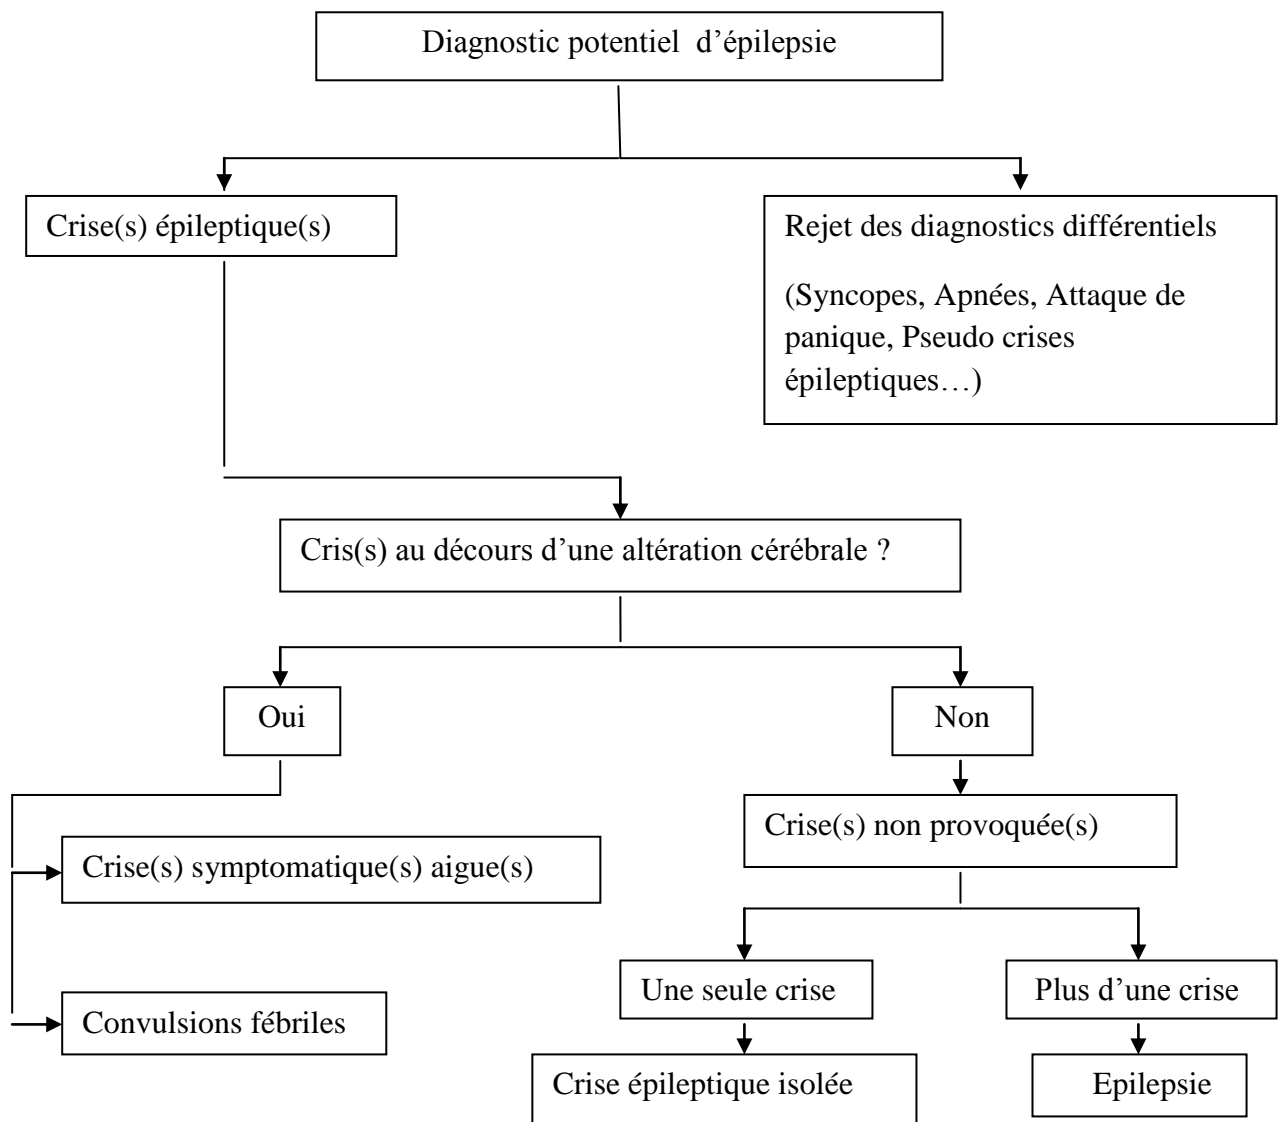 Diagnostic potentiel d’épilepsie
Crise(s) épileptique(s)
Rejet des diagnostics différentiels
(Syncopes, Apnées, Attaque de
panique, Pseudo crises
épileptiques…)
Cris(s) au décours d’une altération cérébrale ?
Oui
Non
Crise(s) non provoquée(s)
Crise(s) symptomatique(s) aigue(s)
Une seule crise
Plus d’une crise
Convulsions fébriles
Crise épileptique isolée
Epilepsie